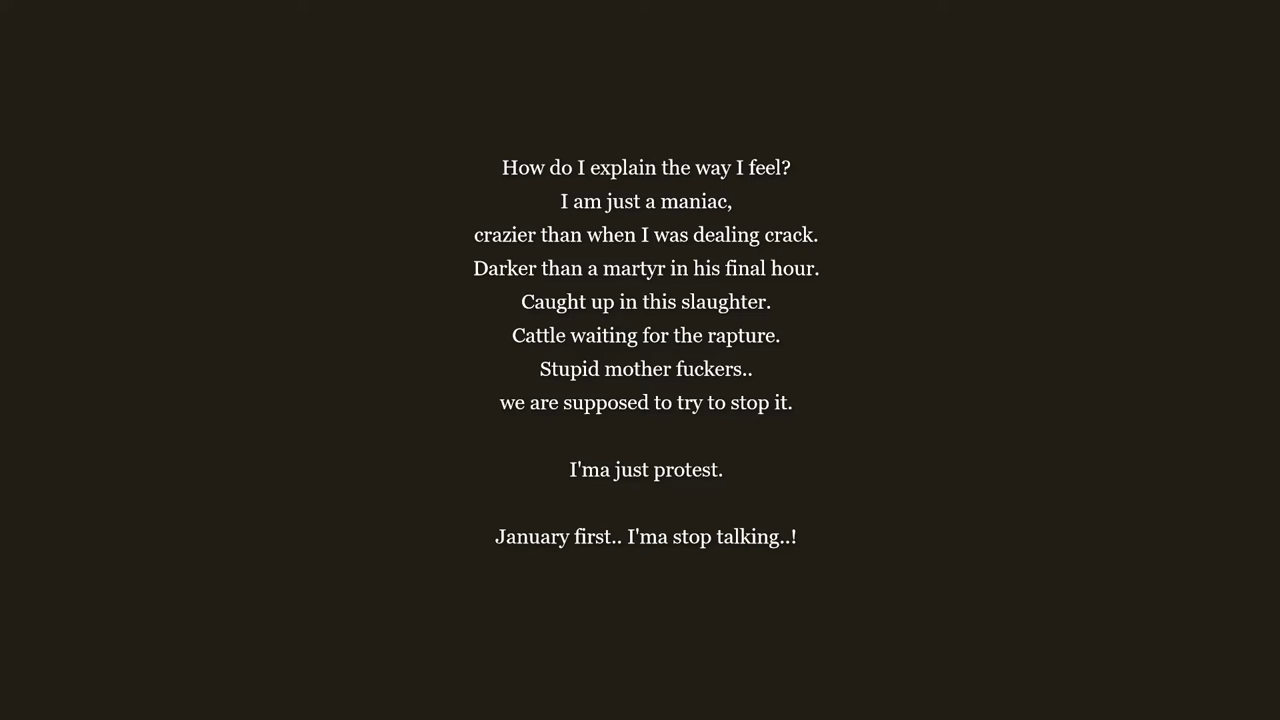 How do I explain the way I feel?
I am just a maniac,
crazier than when I was dealing crack.
Darker than a martyr in his final hour.
Caught up in this slaughter.
Cattle waiting for the rapture.
Stupid mother fuckers..
we are supposed to try to stop it.
I'ma just protest.
January first.. I'ma stop talking..!